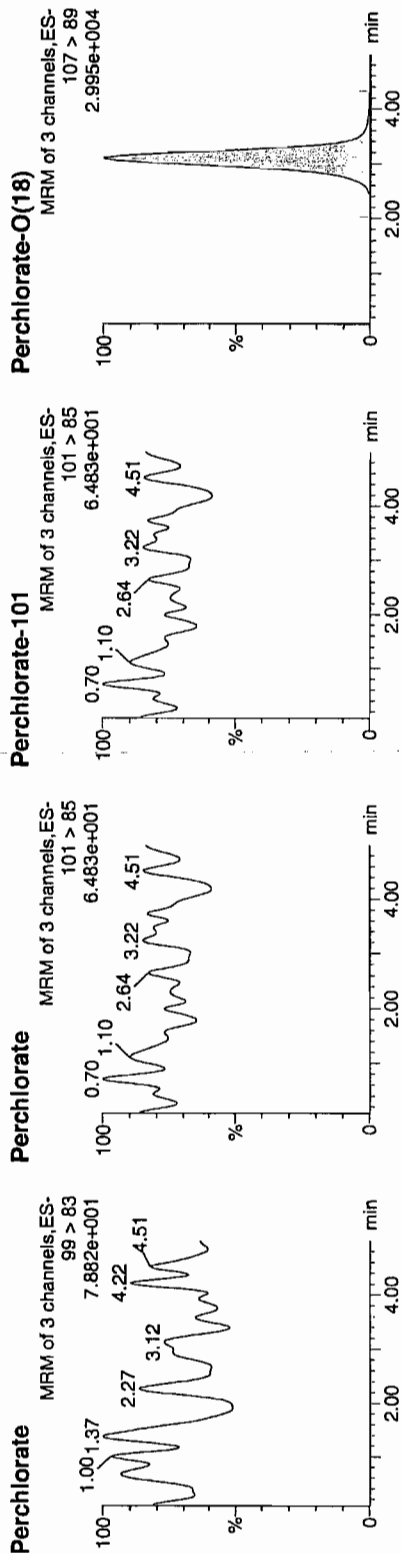 Perchlorate
MRM of 3 channels,ES-
99 > 83
7.882e+001
100
1.00
1.37
2.27
3.12
4.22
4.51
%
0
2.00
4.00
min
Perchlorate
MRM of 3 channels,ES-
101 > 85
6.483e+001
100
0.70
1.10
2.64
3.22
4.51
%
0
2.00
4.00
min
Perchlorate-101
MRM of 3 channels,ES-
101 > 85
6.483e+001
100
0.70
1.10
2.64
3.22
4.51
%
0
2.00
4.00
min
Perchlorate-O(18)
MRM of 3 channels,ES-
107 > 89
2.995e+004
100
%
0
2.00
4.00
min